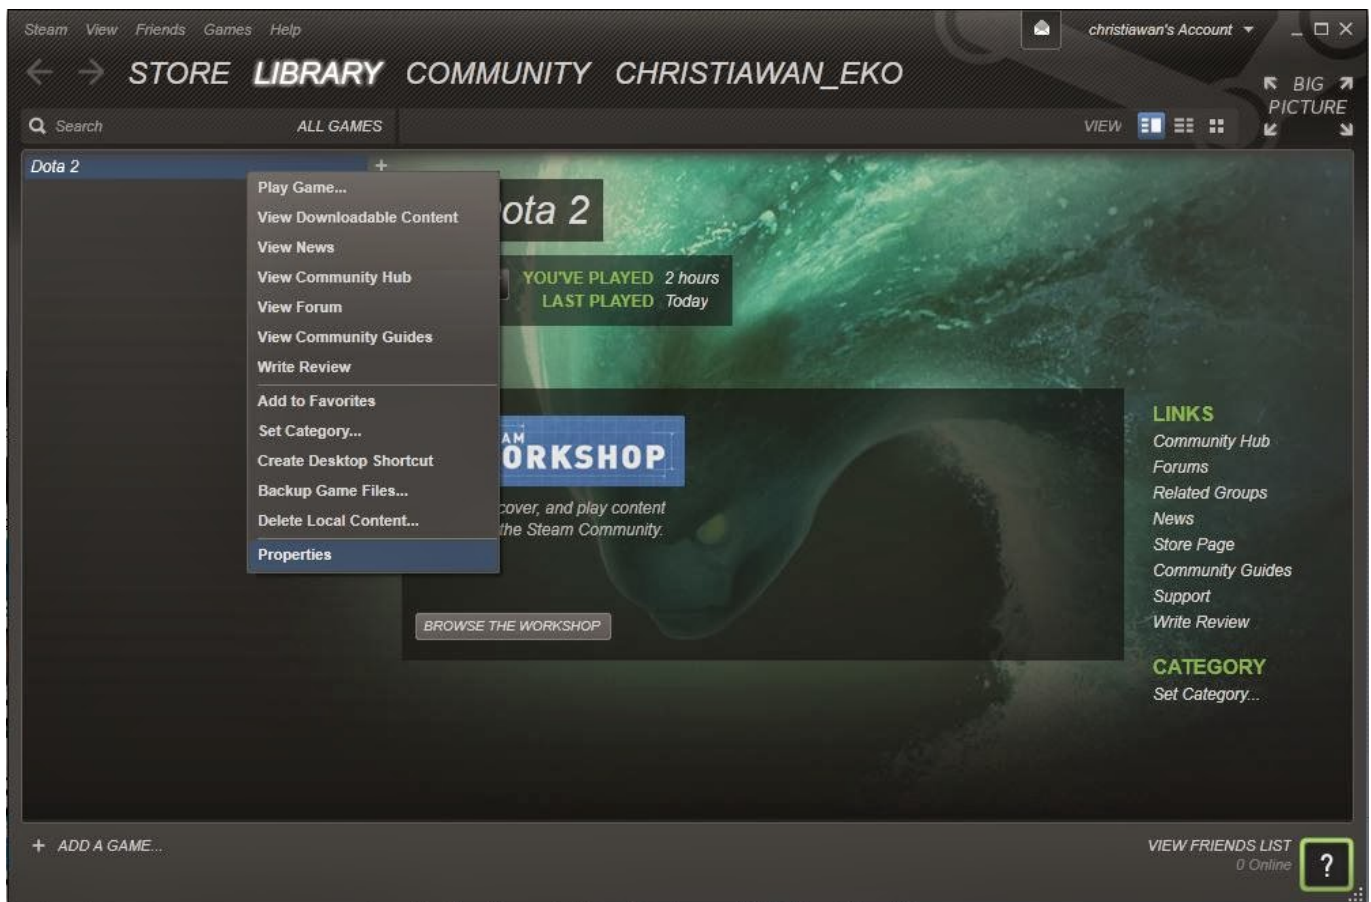 Steam View Friends Games Help
christiawan's Account
STORE LIBRARY COMMUNITY CHRISTIAWAN_EKO
BIG PICTURE
Search ALL GAMES
VIEW
Dota 2 +
Play Game...
View Downloadable Content
View News
View Community Hub
View Forum
View Community Guides
Write Review
Add to Favorites
Set Category...
Create Desktop Shortcut
Backup Game Files...
Delete Local Content...
Properties
ota 2
YOU'VE PLAYED 2 hours
LAST PLAYED Today
AM
ORKSHOP
cover, and play content
the Steam Community.
BROWSE THE WORKSHOP
LINKS
Community Hub
Forums
Related Groups
News
Store Page
Community Guides
Support
Write Review
CATEGORY
Set Category...
+ ADD A GAME...
VIEW FRIENDS LIST
0 Online
?